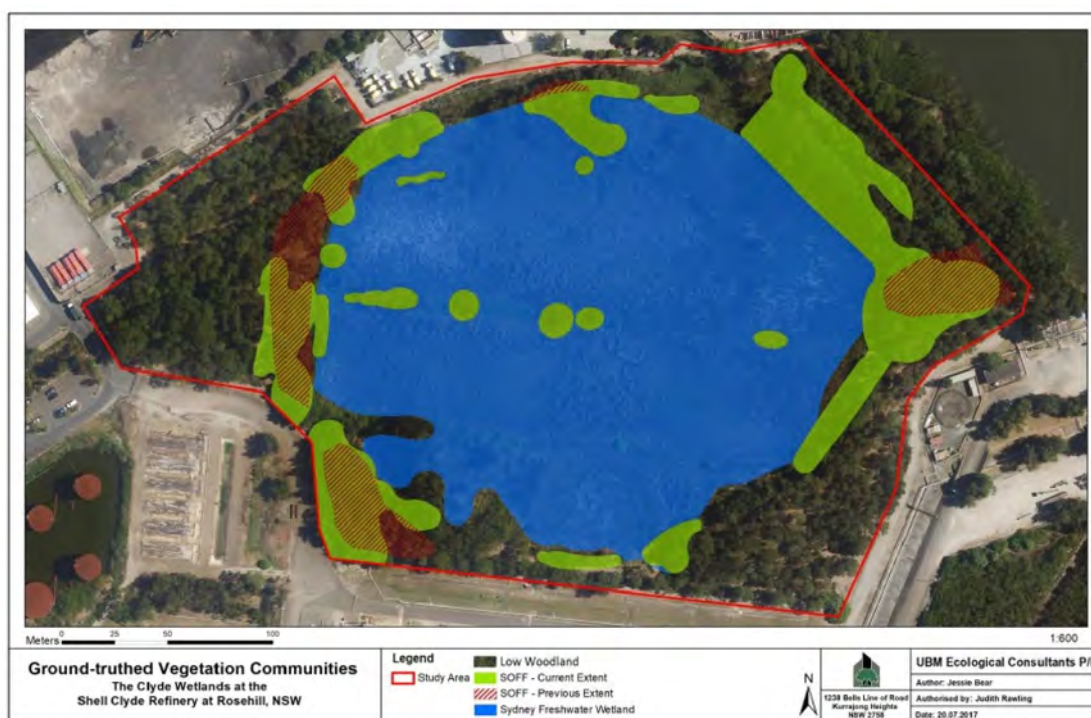 Meters 0 25 50 100
1:600
Ground-truthed Vegetation Communities
The Clyde Wetlands at the
Shell Clyde Refinery at Rosehill, NSW
Legend
Study Area
Low Woodland
SOFF - Current Extent
SOFF - Previous Extent
Sydney Freshwater Wetland
N
1238 Bells Line of Road
Kurrajong Heights
NSW 2758
UBM Ecological Consultants P/
Author: Jessie Bear
Authorised by: Judith Rawling
Date: 20.07.2017